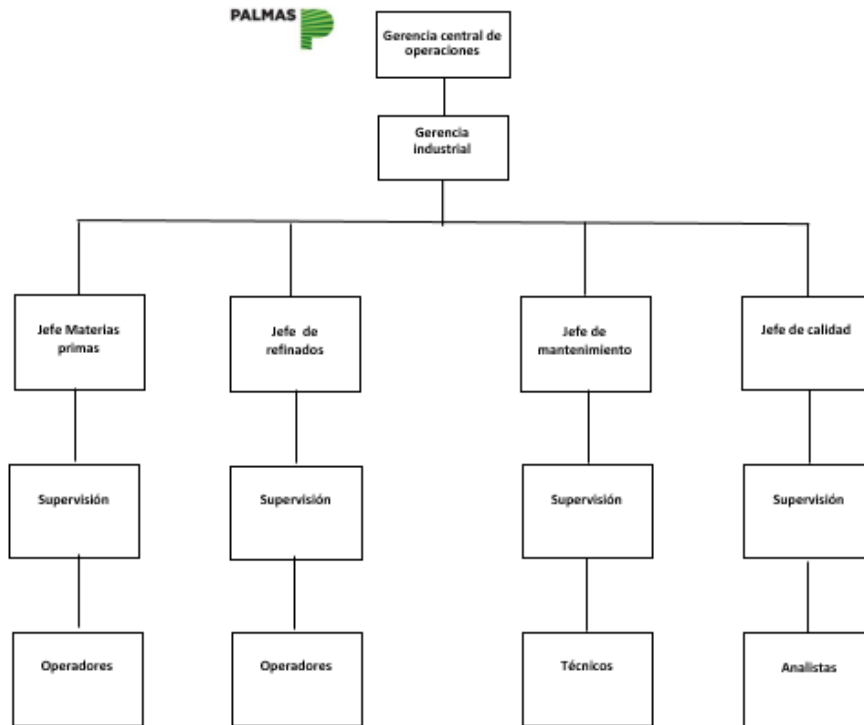 PALMAS
Gerencia central de
operaciones
Gerencia
industrial
Jefe Materias
primas
Jefe de
refinados
Jefe de
mantenimiento
Jefe de calidad
Supervisión
Supervisión
Supervisión
Supervisión
Operadores
Operadores
Técnicos
Analistas